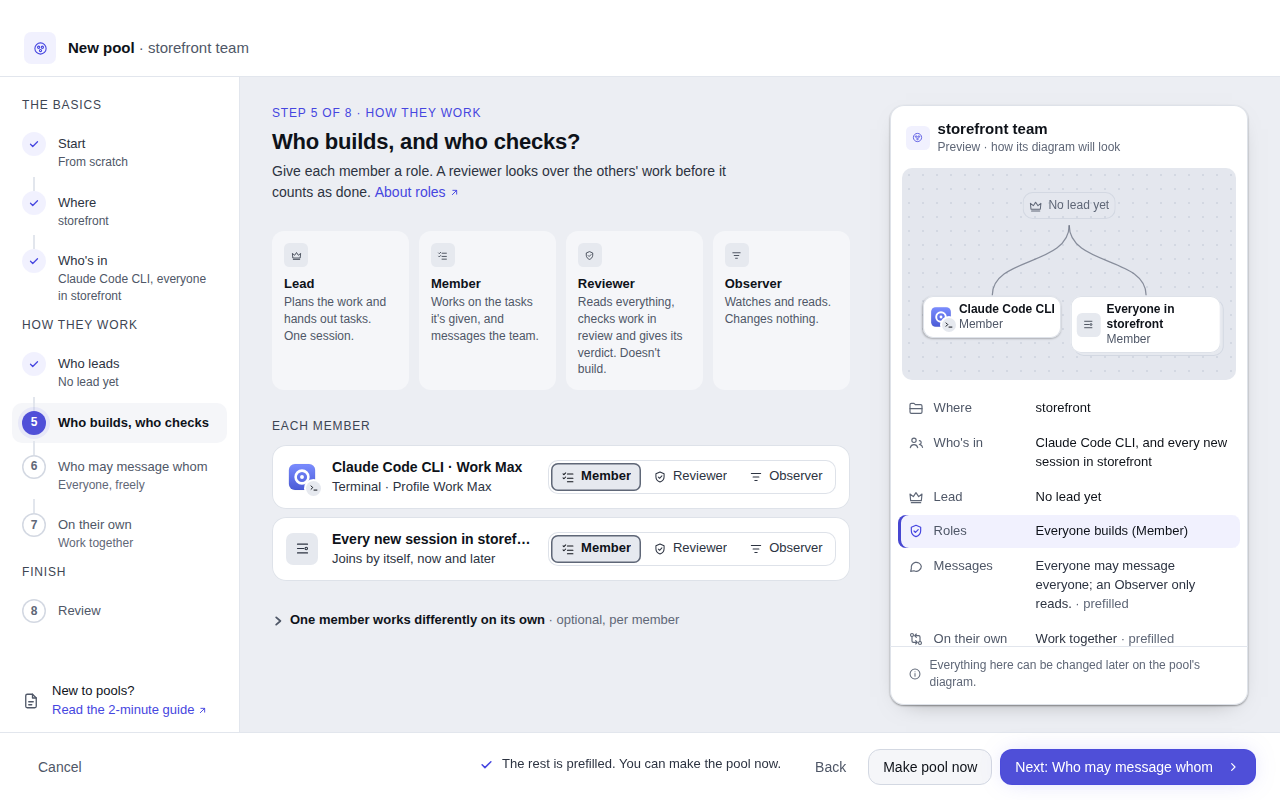 New pool · storefront team
THE BASICS
Start
From scratch
Where
storefront
Who's in
Claude Code CLI, everyone
in storefront
HOW THEY WORK
Who leads
No lead yet
5
Who builds, who checks
6
Who may message whom
Everyone, freely
7
On their own
Work together
FINISH
8
Review
New to pools?
Read the 2-minute guide
STEP 5 OF 8 · HOW THEY WORK
Who builds, and who checks?
Give each member a role. A reviewer looks over the others' work before it
counts as done. About roles
Lead
Plans the work and
hands out tasks.
One session.
Member
Works on the tasks
it's given, and
messages the team.
Reviewer
Reads everything,
checks work in
review and gives its
verdict. Doesn't
build.
Observer
Watches and reads.
Changes nothing.
EACH MEMBER
Claude Code CLI · Work Max
Terminal · Profile Work Max
Member
Reviewer
Observer
Every new session in storef…
Joins by itself, now and later
Member
Reviewer
Observer
One member works differently on its own · optional, per member
storefront team
Preview · how its diagram will look
No lead yet
Claude Code CLI
Member
Everyone in
storefront
Member
Where
storefront
Who's in
Claude Code CLI, and every new
session in storefront
Lead
No lead yet
Roles
Everyone builds (Member)
Messages
Everyone may message
everyone; an Observer only
reads. · prefilled
On their own
Work together · prefilled
Everything here can be changed later on the pool's
diagram.
Cancel
The rest is prefilled. You can make the pool now.
Back
Make pool now
Next: Who may message whom